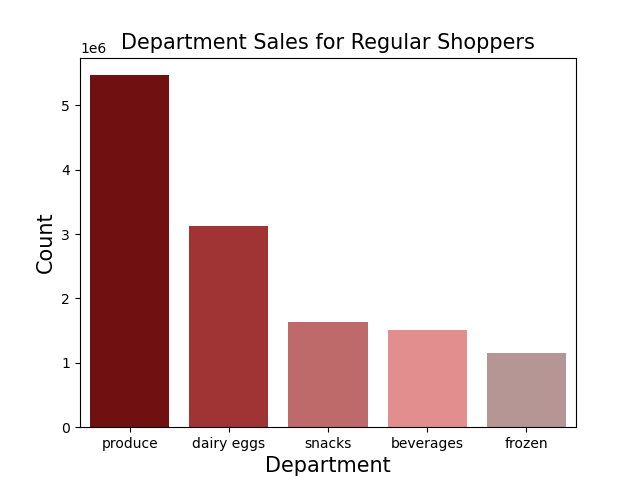 Department Sales for Regular Shoppers
1e6
5
4
3
2
1
0
Count
produce dairy eggs snacks beverages frozen
Department